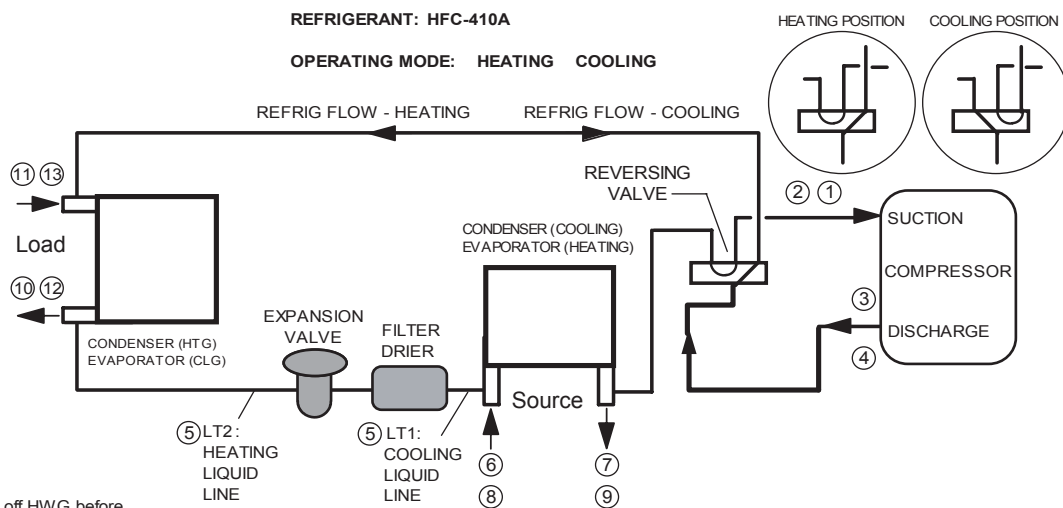 REFRIGERANT: HFC-410A
OPERATING MODE: HEATING COOLING
HEATING POSITION
COOLING POSITION
REFRIG FLOW - HEATING
REFRIG FLOW - COOLING
REVERSING
VALVE
② ①
SUCTION
COMPRESSOR
③
DISCHARGE
④
⑪ ⑬
Load
⑩ ⑫
CONDENSER (HTG)
EVAPORATOR (CLG)
CONDENSER (COOLING)
EVAPORATOR (HEATING)
EXPANSION
VALVE
FILTER
DRIER
Source
⑤ LT2:
HEATING
LIQUID
LINE
⑤ LT1:
COOLING
LIQUID
LINE
⑥
⑧
⑦
⑨
off HWG before